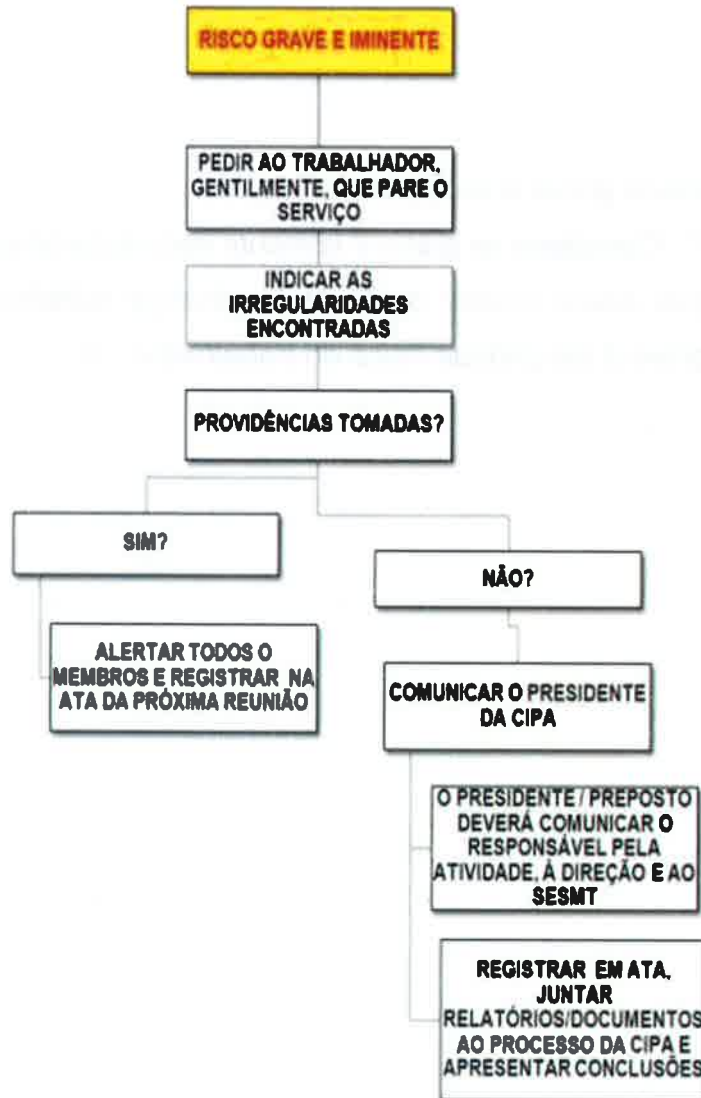 RISCO GRAVE E IMINENTE
PEDIR AO TRABALHADOR,
GENTILMENTE, QUE PARE O
SERVIÇO
INDICAR AS
IRREGULARIDADES
ENCONTRADAS
PROVIDÊNCIAS TOMADAS?
SIM?
NÃO?
ALERTAR TODOS O
MEMBROS E REGISTRAR NA
ATA DA PRÓXIMA REUNIÃO
COMUNICAR O PRESIDENTE
DA CIPA
O PRESIDENTE / PREPOSTO
DEVERÁ COMUNICAR O
RESPONSÁVEL PELA
ATIVIDADE, À DIREÇÃO E AO
SESMT
REGISTRAR EM ATA,
JUNTAR
RELATÓRIOS/DOCUMENTOS
AO PROCESSO DA CIPA E
APRESENTAR CONCLUSÕES